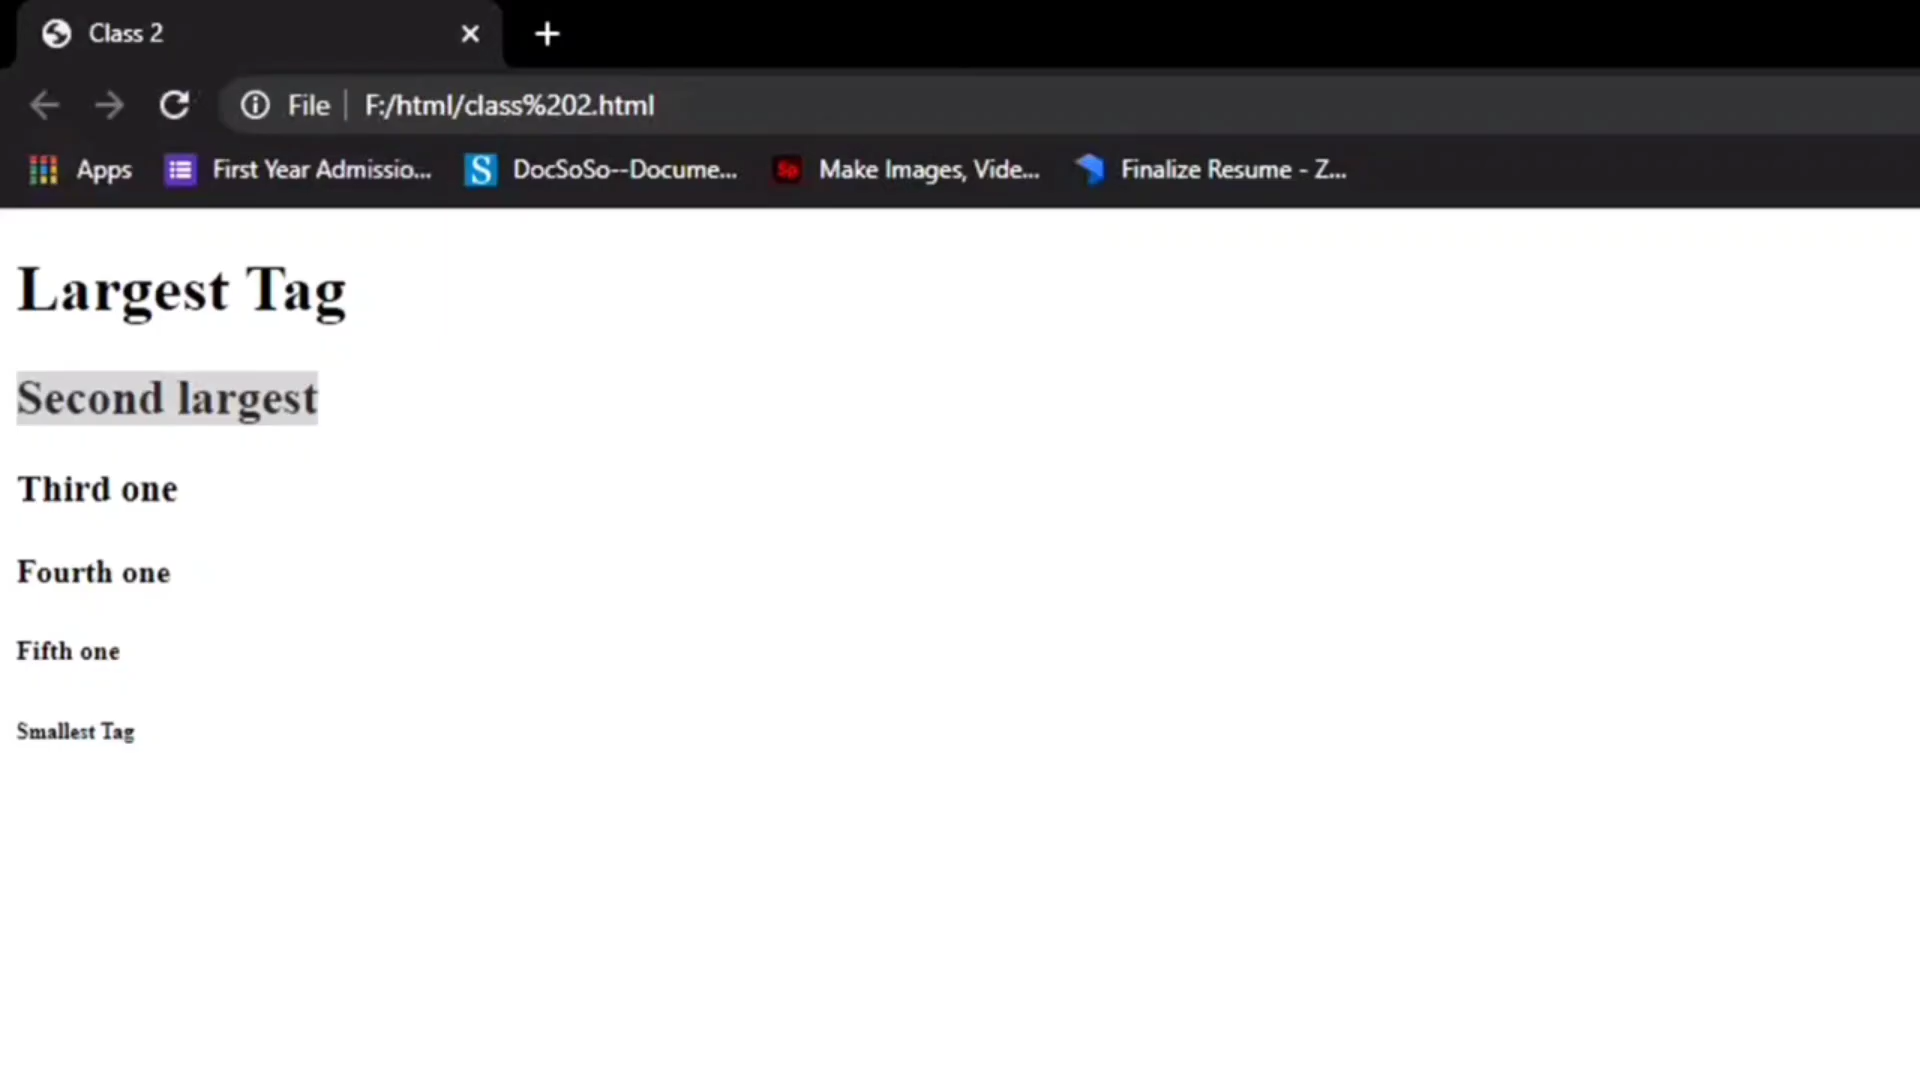 Class 2
File F:/html/class%202.html
Apps First Year Admissio... DocSoSo--Docume... Sp Make Images, Vide... Finalize Resume - Z...
Largest Tag
Second largest
Third one
Fourth one
Fifth one
Smallest Tag